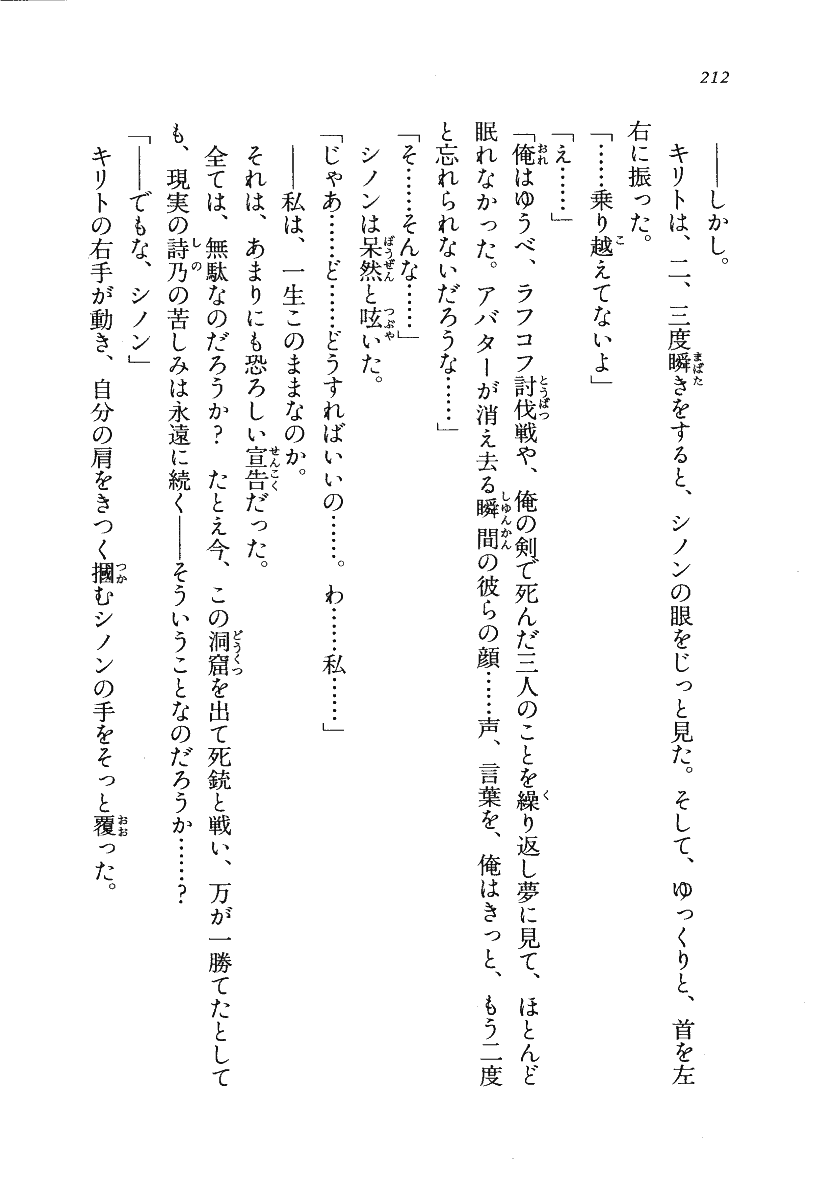 212
――しかし。
キリトは、二、三度瞬きをすると、シノンの眼をじっと見た。そして、ゆっくりと、首を左
右に振った。
「……乗り越えてないよ」
「え……」
「俺はゆうべ、ラフコフ討伐戦や、俺の剣で死んだ三人のことを繰り返し夢に見て、ほとんど
眠れなかった。アバターが消え去る瞬間の彼らの顔……声、言葉を、俺はきっと、もう二度
と忘れられないだろうな……」
「そ……そんな……」
シノンは呆然と呟いた。
「じゃあ……ど……どうすればいいの……。わ……私……」
――私は、一生このままなのか。
それは、あまりにも恐ろしい宣告だった。
全ては、無駄なのだろうか？　たとえ今、この洞窟を出て死銃と戦い、万が一勝てたとして
も、現実の詩乃の苦しみは永遠に続く――そういうことなのだろうか……？
「――でもな、シノン」
キリトの右手が動き、自分の肩をきつく摑むシノンの手をそっと覆った。